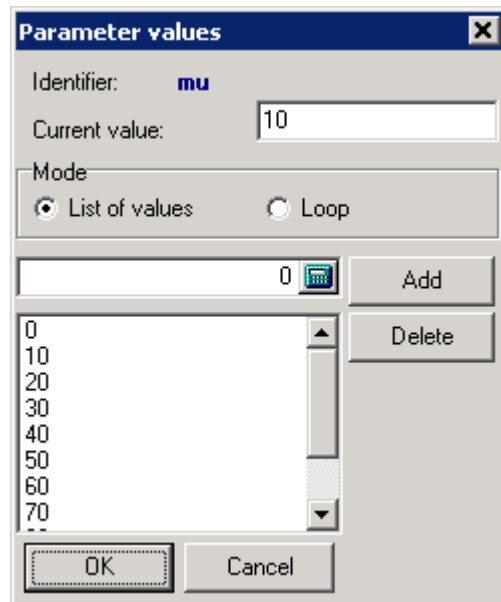 Parameter values
Identifier: mu
Current value: 10
Mode
List of values Loop
0 Add
Delete
0
10
20
30
40
50
60
70
OK Cancel